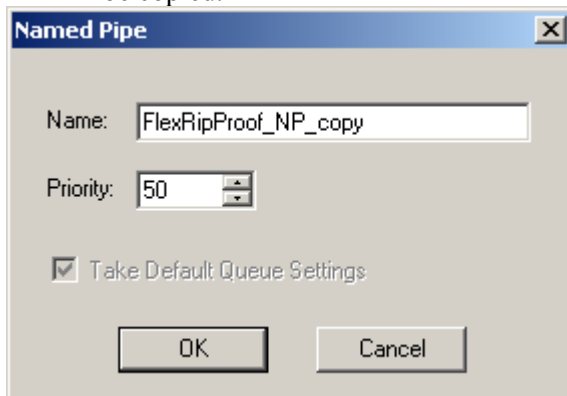 Named Pipe
Name: FlexRipProof_NP_copy
Priority: 50
Take Default Queue Settings
OK Cancel